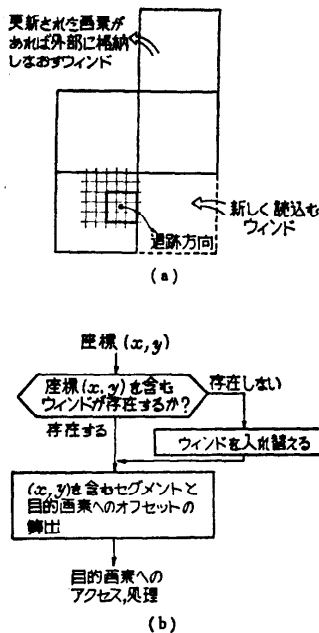 更新された画素が
あれば外部に格納
しなおすウィンド
新しく読込む
ウィンド
追跡方向
(a)
座標(x,y)
座標(x,y)を含む
ウィンドが存在するか?
存在しない
存在する
ウィンドを入れ替える
(x,y)を含むセグメントと
目的画素へのオフセットの
算出
目的画素への
アクセス,処理
(b)